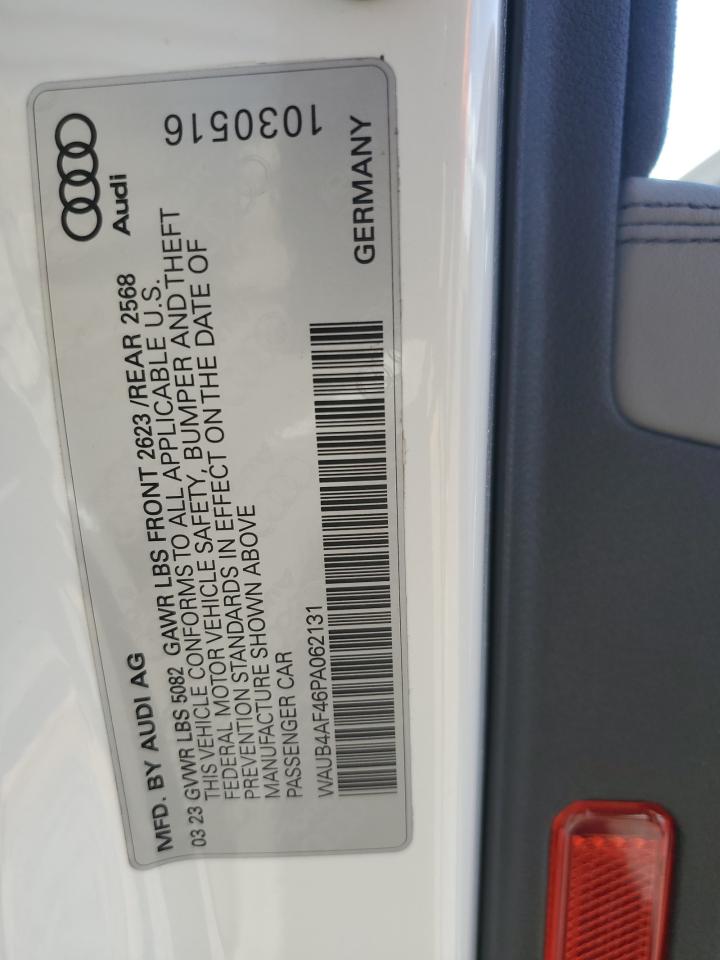 MFD. BY AUDI AG
Audi
03 23 GVWR LBS 5082 GAWR LBS FRONT 2623 /REAR 2568
THIS VEHICLE CONFORMS TO ALL APPLICABLE U.S.
FEDERAL MOTOR VEHICLE SAFETY, BUMPER AND THEFT
PREVENTION STANDARDS IN EFFECT ON THE DATE OF
MANUFACTURE SHOWN ABOVE
PASSENGER CAR
WAUB4AF46PA062131
GERMANY
1030516